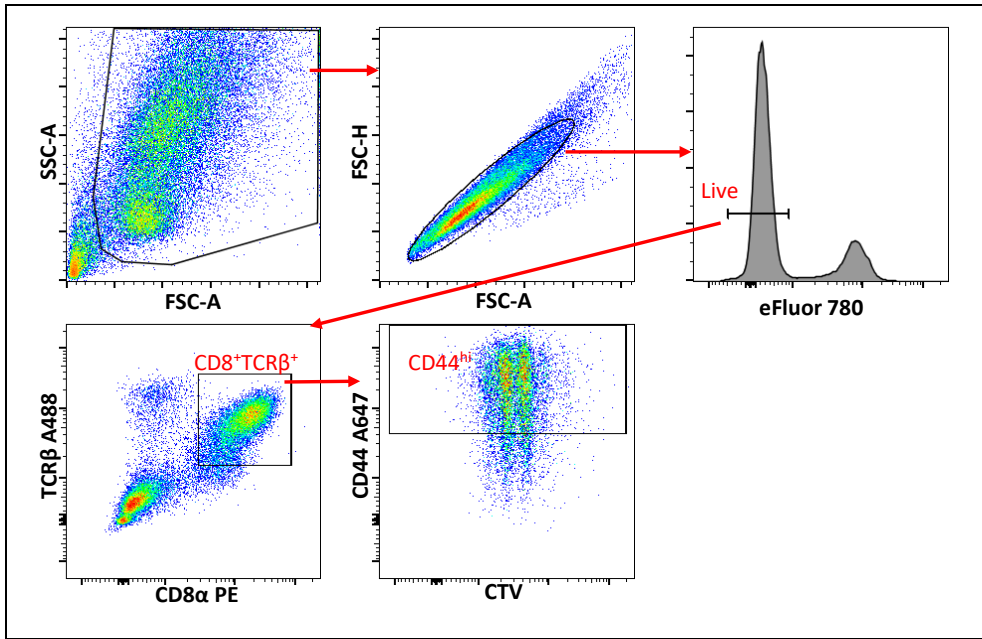 SSC-A
FSC-A
FSC-H
FSC-A
Live
eFluor 780
TCRβ A488
CD8⁺TCRβ⁺
CD8α PE
CD44 A647
CD44ʰⁱ
CTV